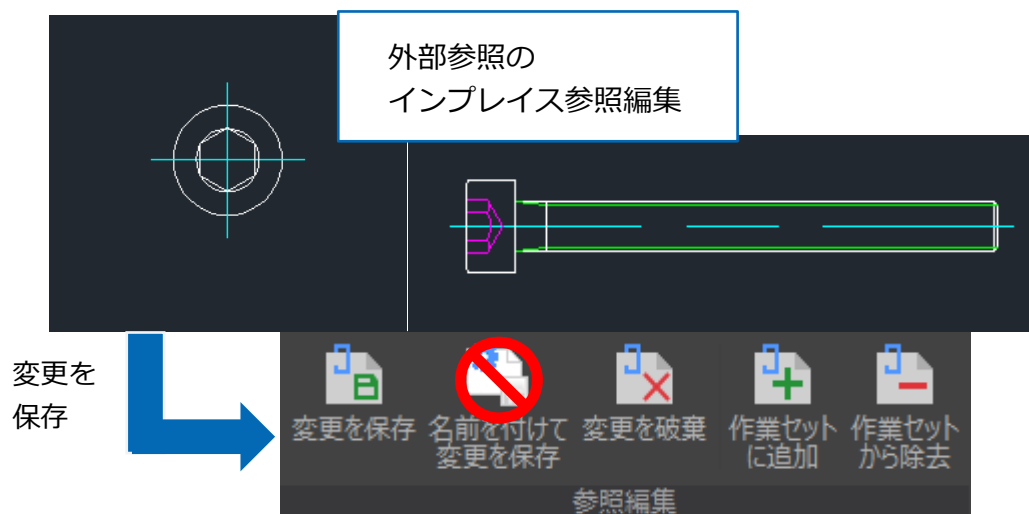 外部参照の
インプレイス参照編集
変更を
保存
変更を保存
名前を付けて
変更を保存
変更を破棄
作業セット
に追加
作業セット
から除去
参照編集